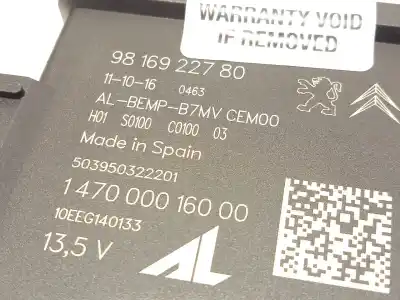 WARRANTY VOID
IF REMOVED
98 169 227 80
11-10-16 0463
AL-BEMP-B7MV CEM00
H01 S0100 C0100 03
Made in Spain
503950322201
1 470 000 160 00
10EEG140133
13,5 V
AL